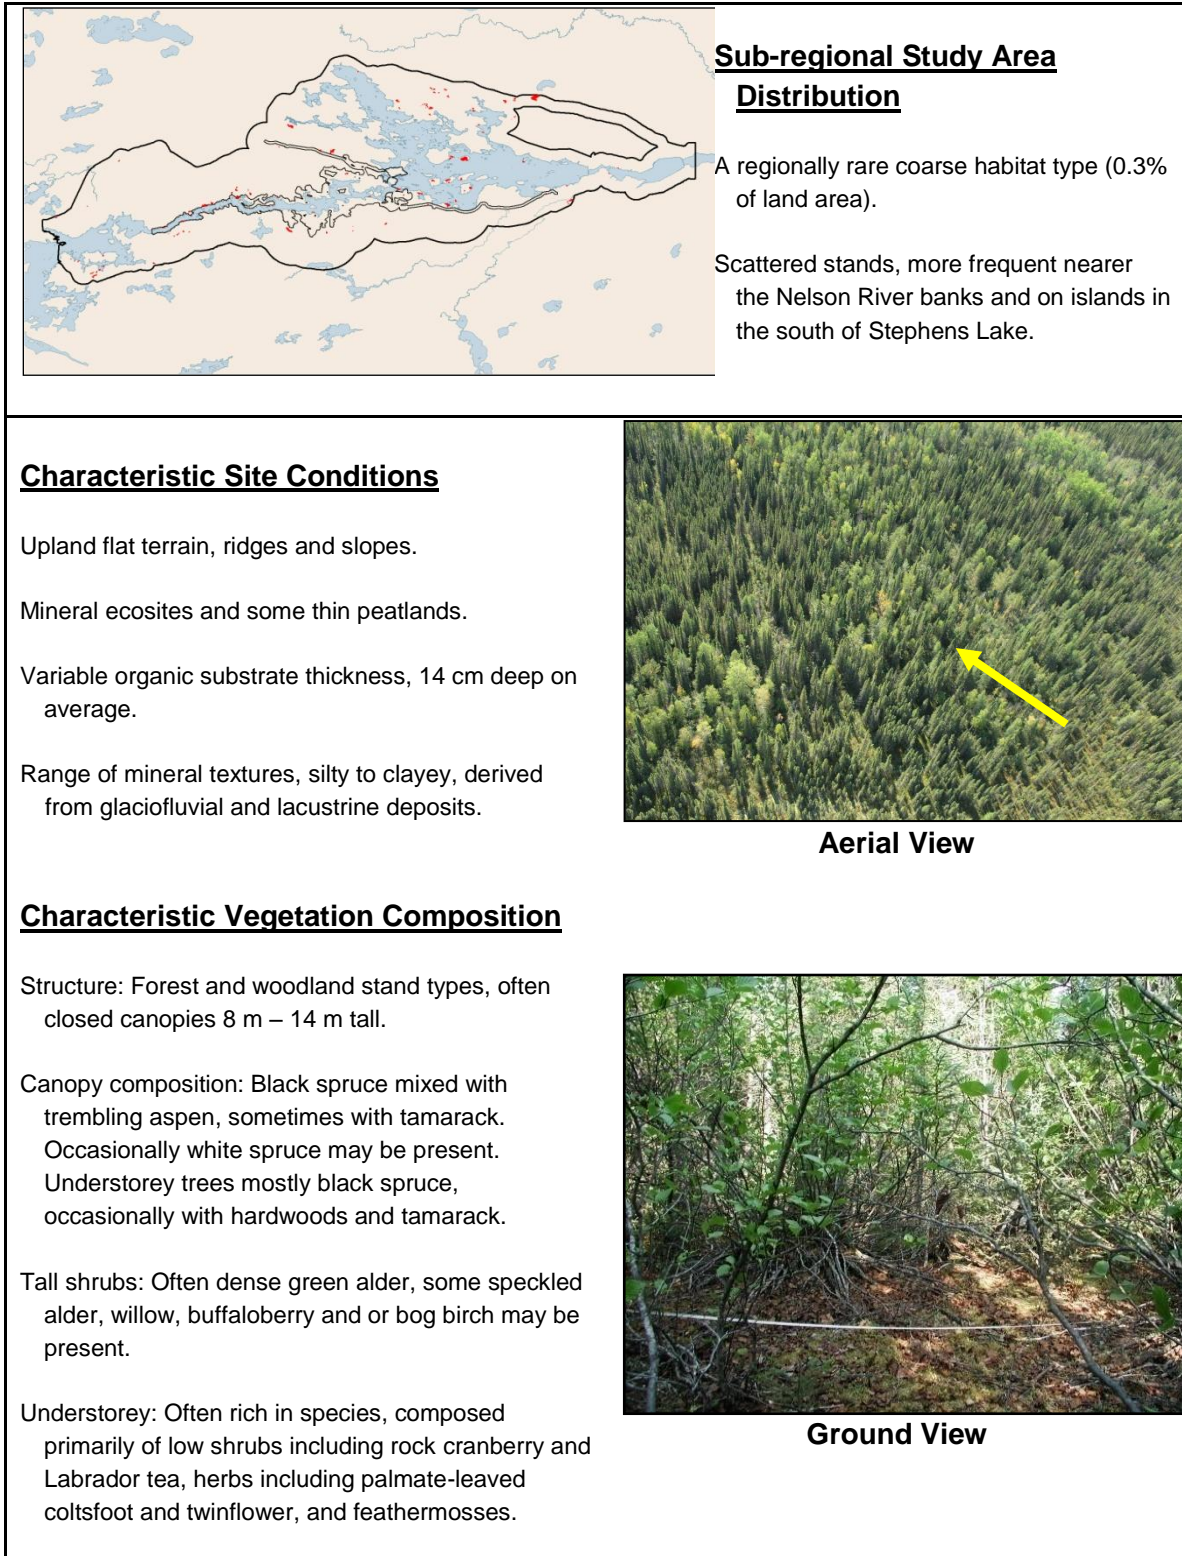 Sub-regional Study Area
Distribution
A regionally rare coarse habitat type (0.3%
of land area).
Scattered stands, more frequent nearer
the Nelson River banks and on islands in
the south of Stephens Lake.
Characteristic Site Conditions
Upland flat terrain, ridges and slopes.
Mineral ecosites and some thin peatlands.
Variable organic substrate thickness, 14 cm deep on
average.
Range of mineral textures, silty to clayey, derived
from glaciofluvial and lacustrine deposits.
Aerial View
Characteristic Vegetation Composition
Structure: Forest and woodland stand types, often
closed canopies 8 m – 14 m tall.
Canopy composition: Black spruce mixed with
trembling aspen, sometimes with tamarack.
Occasionally white spruce may be present.
Understorey trees mostly black spruce,
occasionally with hardwoods and tamarack.
Tall shrubs: Often dense green alder, some speckled
alder, willow, buffaloberry and or bog birch may be
present.
Understorey: Often rich in species, composed
primarily of low shrubs including rock cranberry and
Labrador tea, herbs including palmate-leaved
coltsfoot and twinflower, and feathermosses.
Ground View